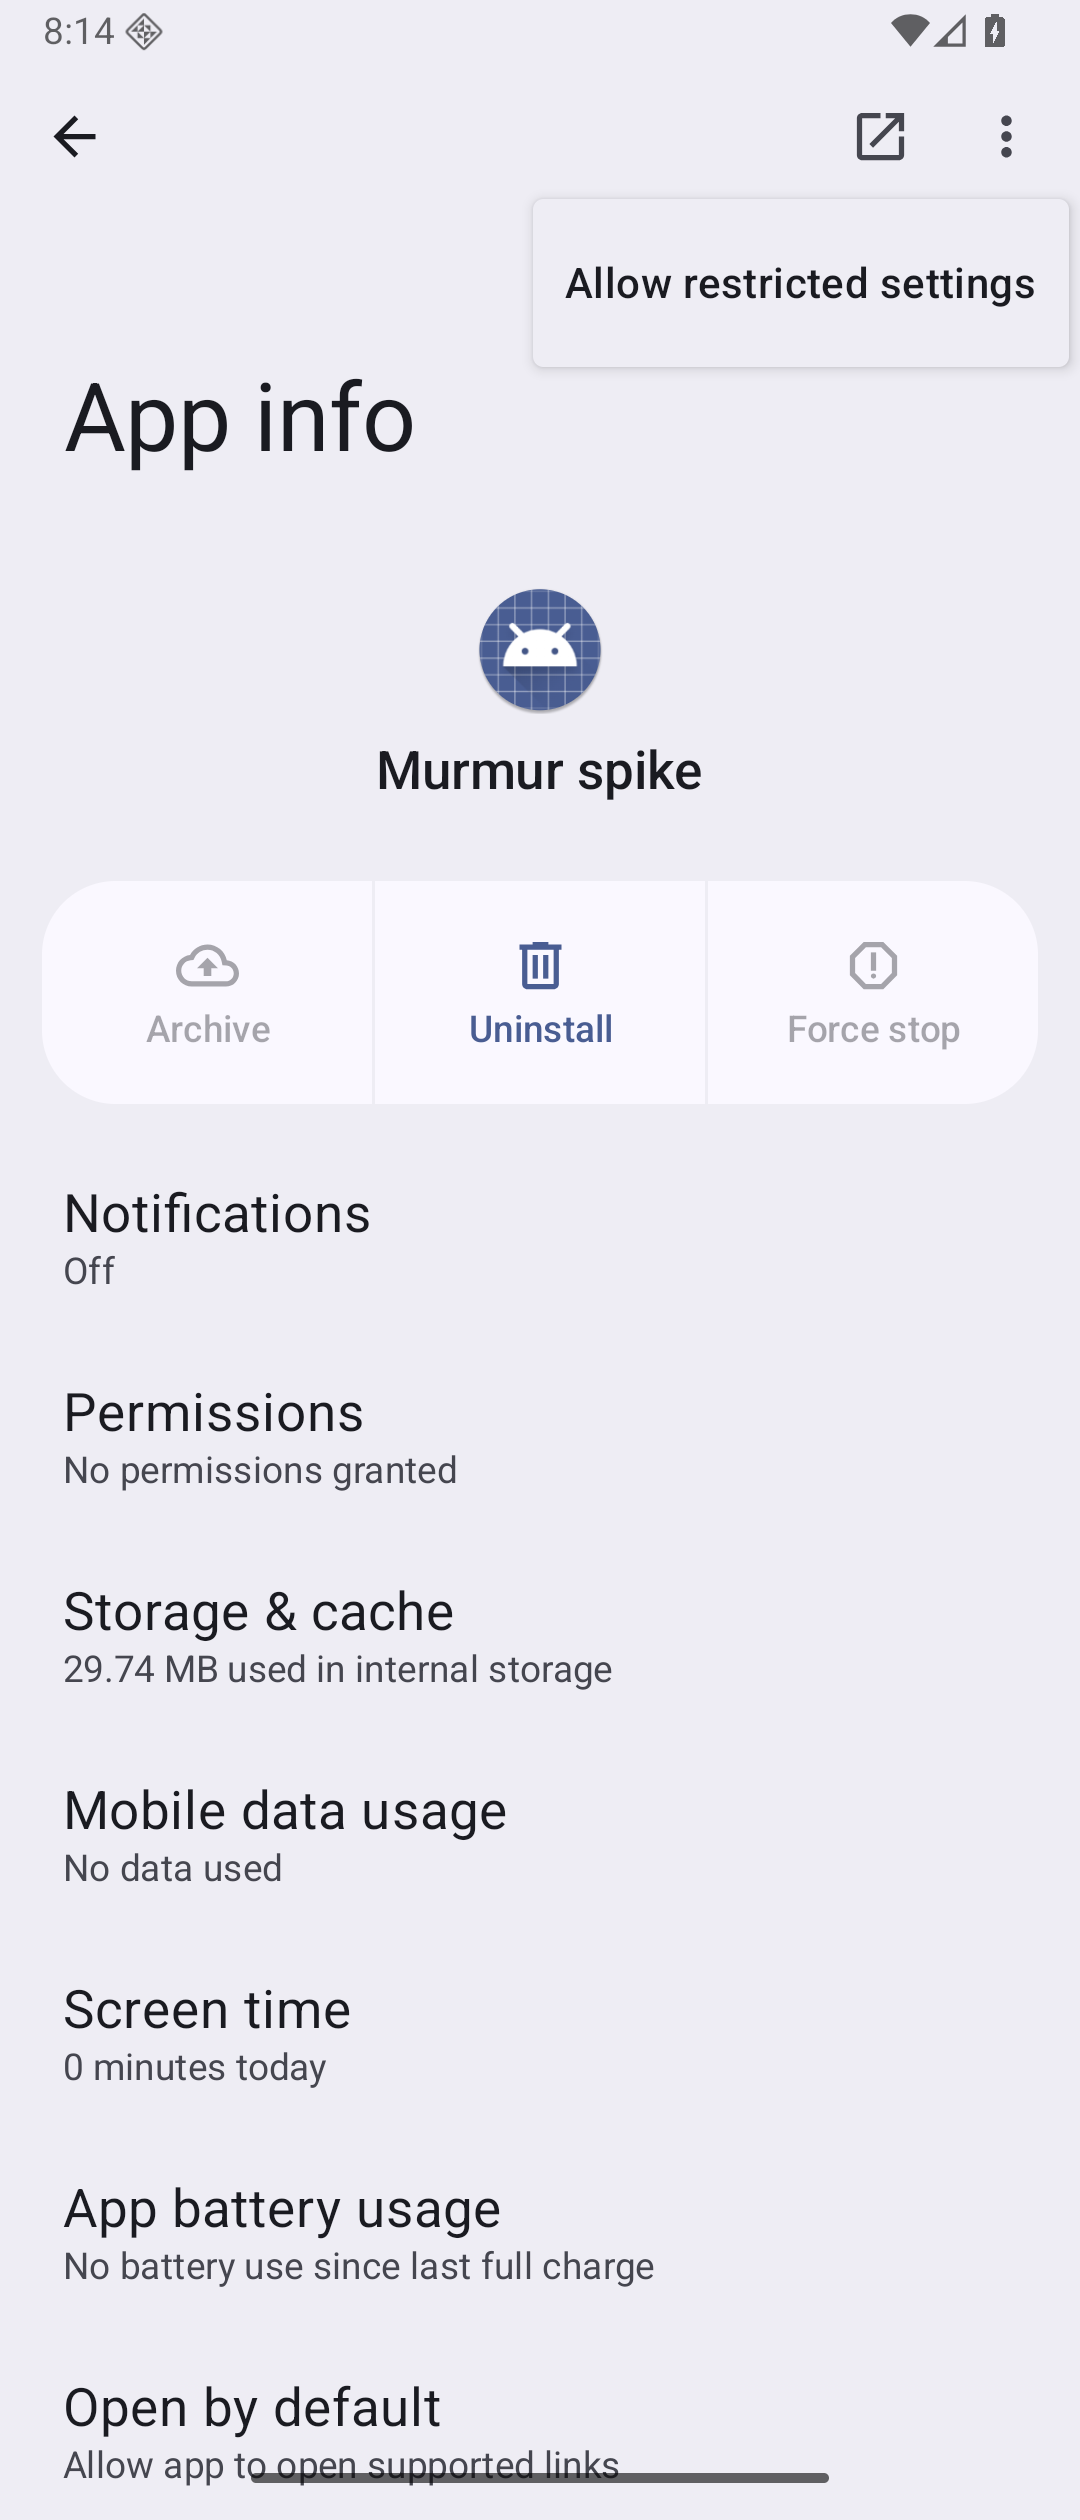 8:14
Allow restricted settings
App info
Murmur spike
Archive
Uninstall
Force stop
Notifications
Off
Permissions
No permissions granted
Storage & cache
29.74 MB used in internal storage
Mobile data usage
No data used
Screen time
0 minutes today
App battery usage
No battery use since last full charge
Open by default
Allow app to open supported links